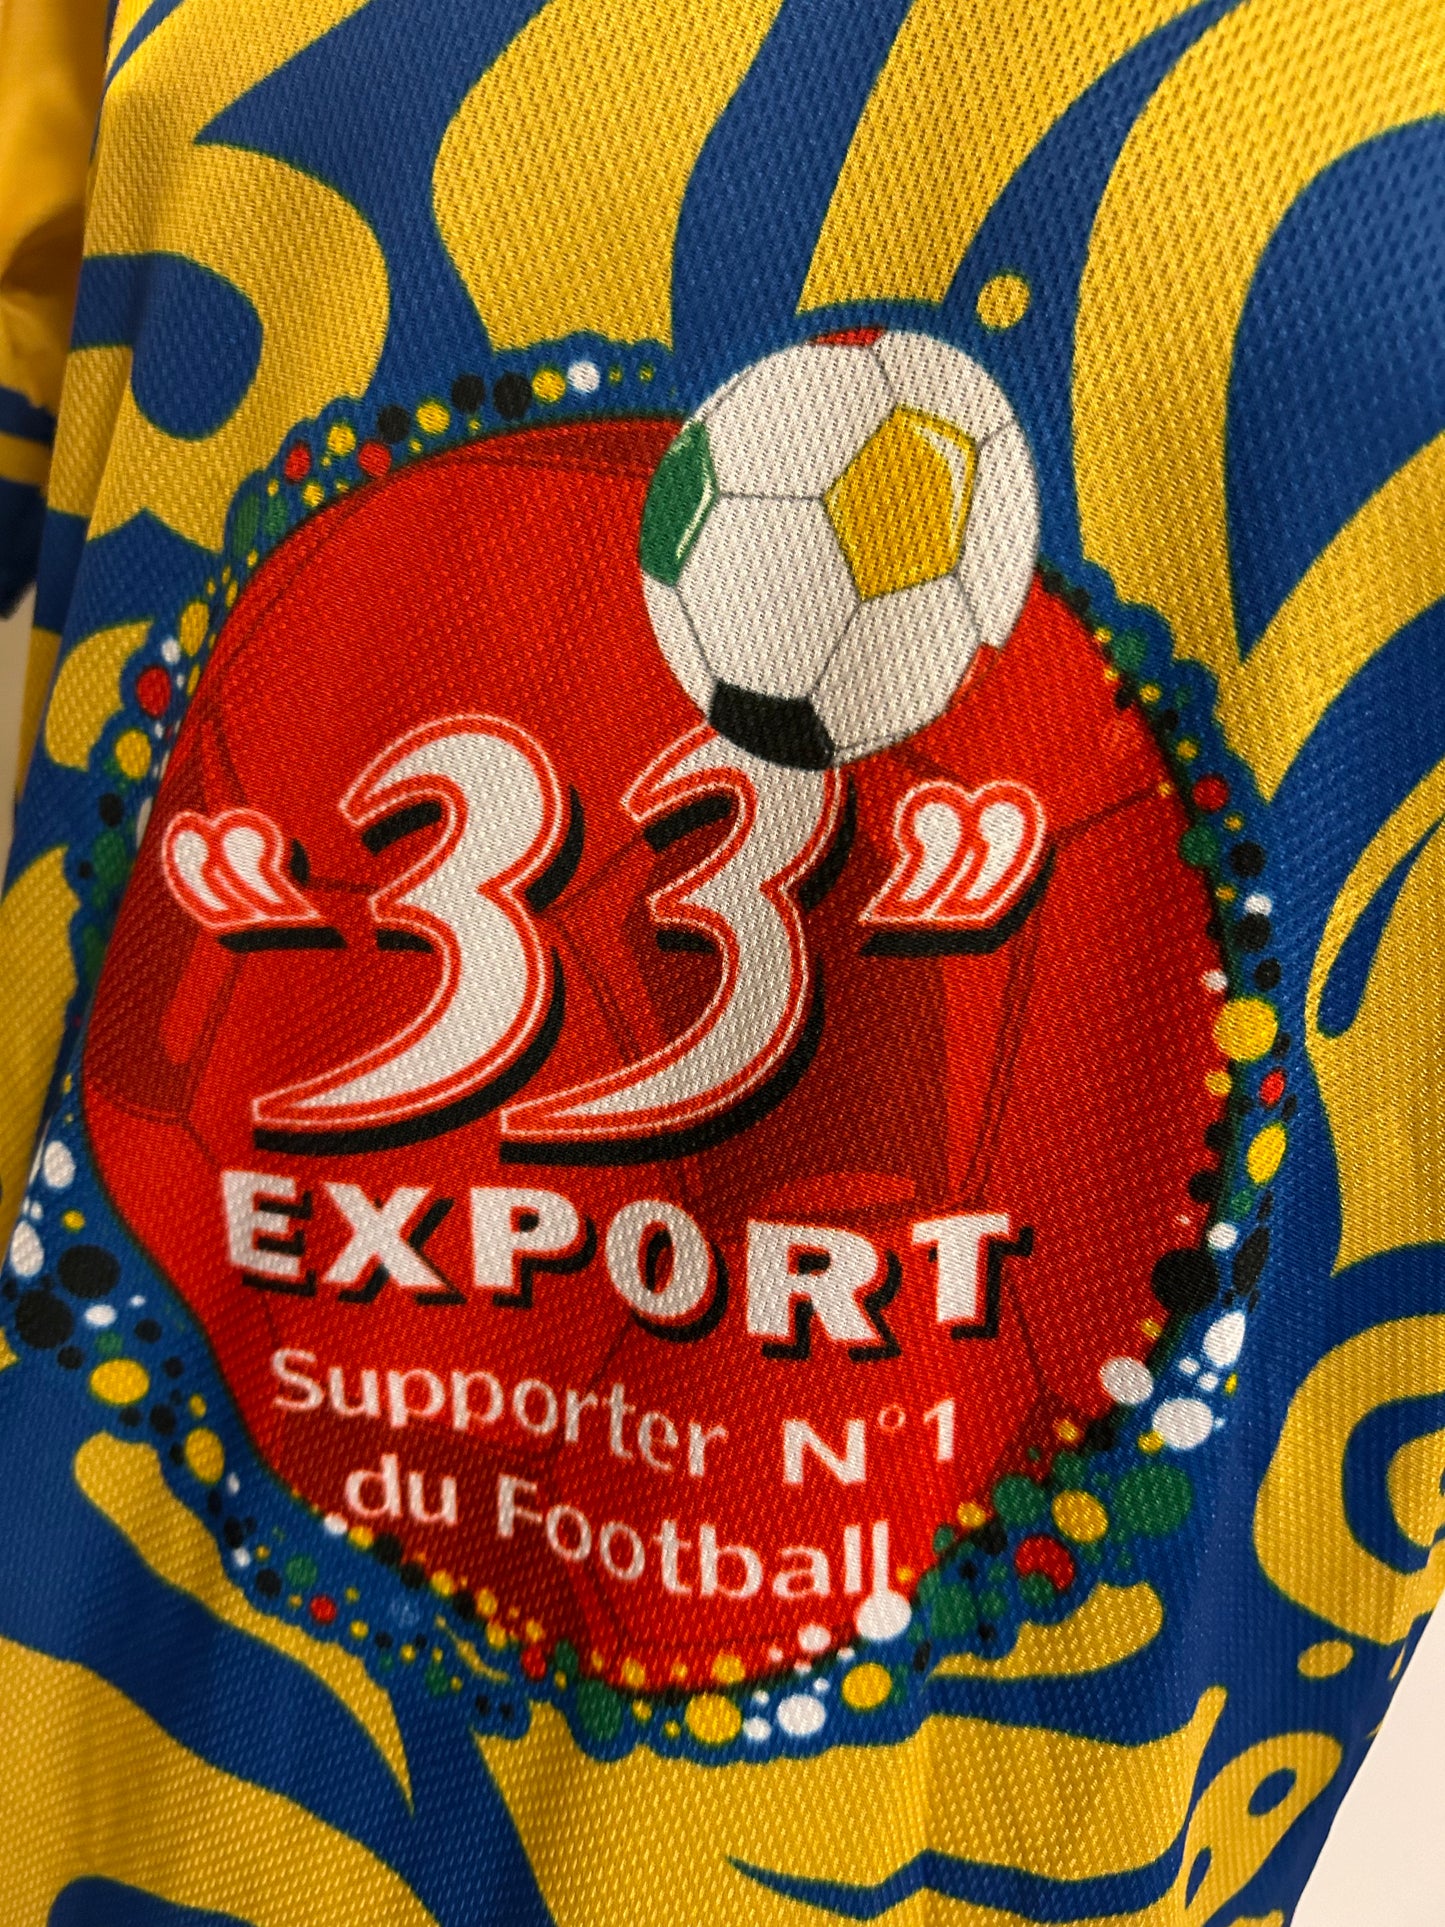 “33”
EXPORT
Supporter N°1
du Football